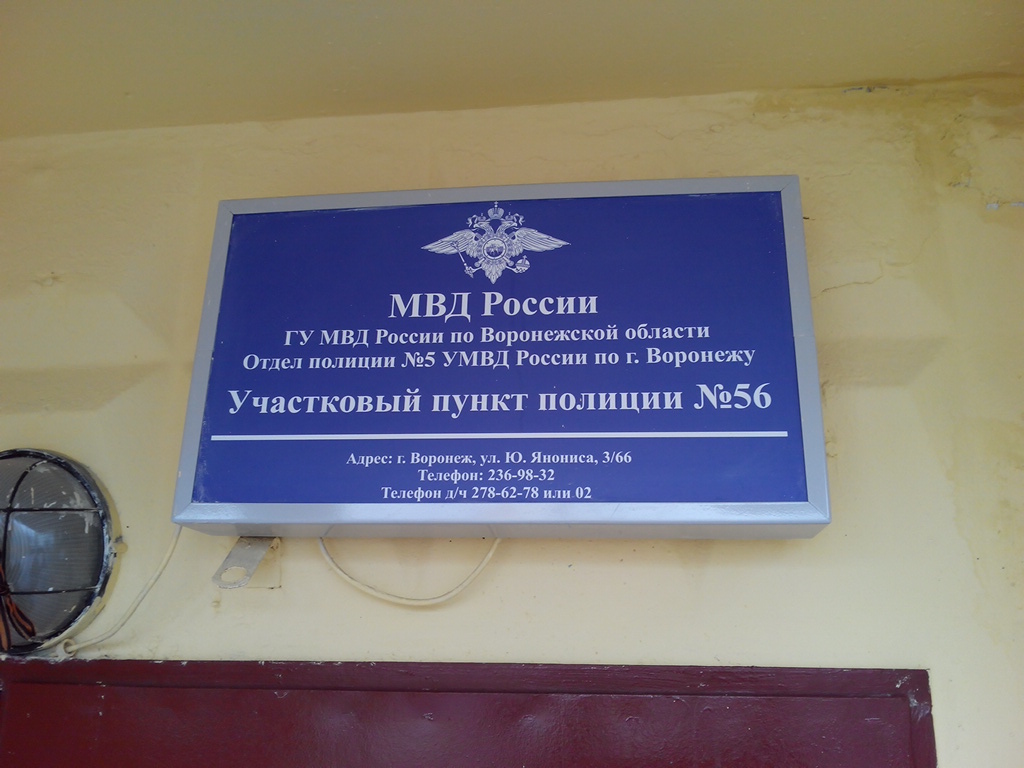 МВД России
ГУ МВД России по Воронежской области
Отдел полиции №5 УМВД России по г. Воронежу
Участковый пункт полиции №56
Адрес: г. Воронеж, ул. Ю. Янониса, 3/66
Телефон: 236-98-32
Телефон д/ч 278-62-78 или 02